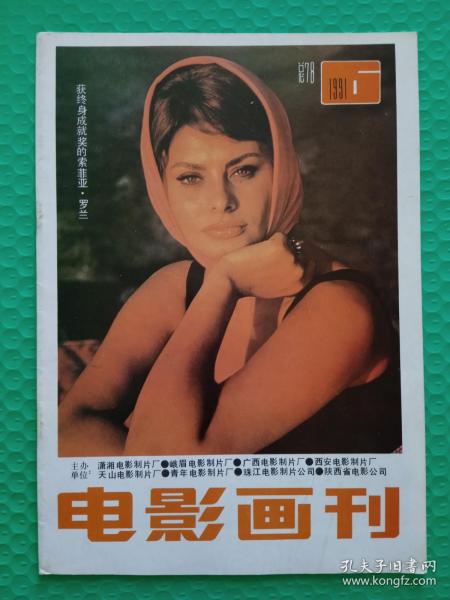 总78
1991
获终身成就奖的索菲亚·罗兰
主办单位:
潇湘电影制片厂●峨眉电影制片厂●广西电影制片厂●西安电影制片厂
天山电影制片厂●青年电影制片厂●珠江电影制片公司●陕西省电影公司
电影画刊
孔夫子旧书网
www.kongfz.com